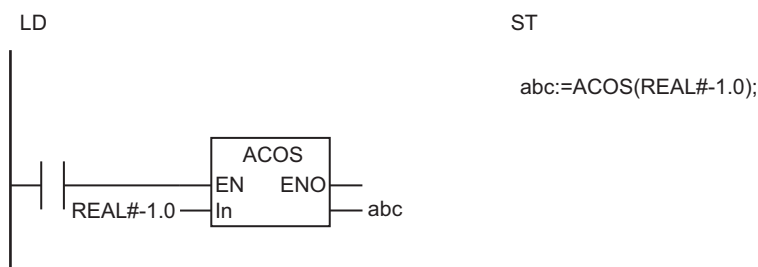 LD
ST
abc:=ACOS(REAL#-1.0);
ACOS
EN ENO
REAL#-1.0 In abc